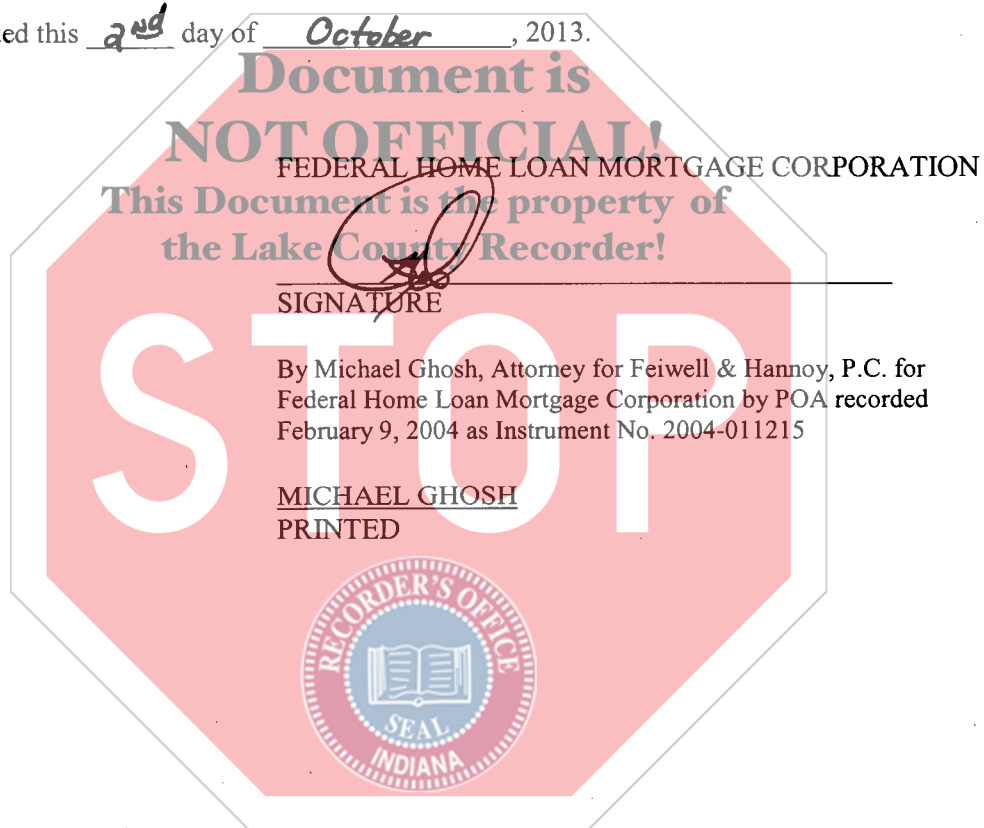 ed this 2nd day of October, 2013.
Document is
NOT OFFICIAL!
FEDERAL HOME LOAN MORTGAGE CORPORATION
This Document is the property of
the Lake County Recorder!
SIGNATURE
STOP
By Michael Ghosh, Attorney for Feiwell & Hannoy, P.C. for
Federal Home Loan Mortgage Corporation by POA recorded
February 9, 2004 as Instrument No. 2004-011215
MICHAEL GHOSH
PRINTED
RECORDER'S OFFICE
SEAL
INDIANA